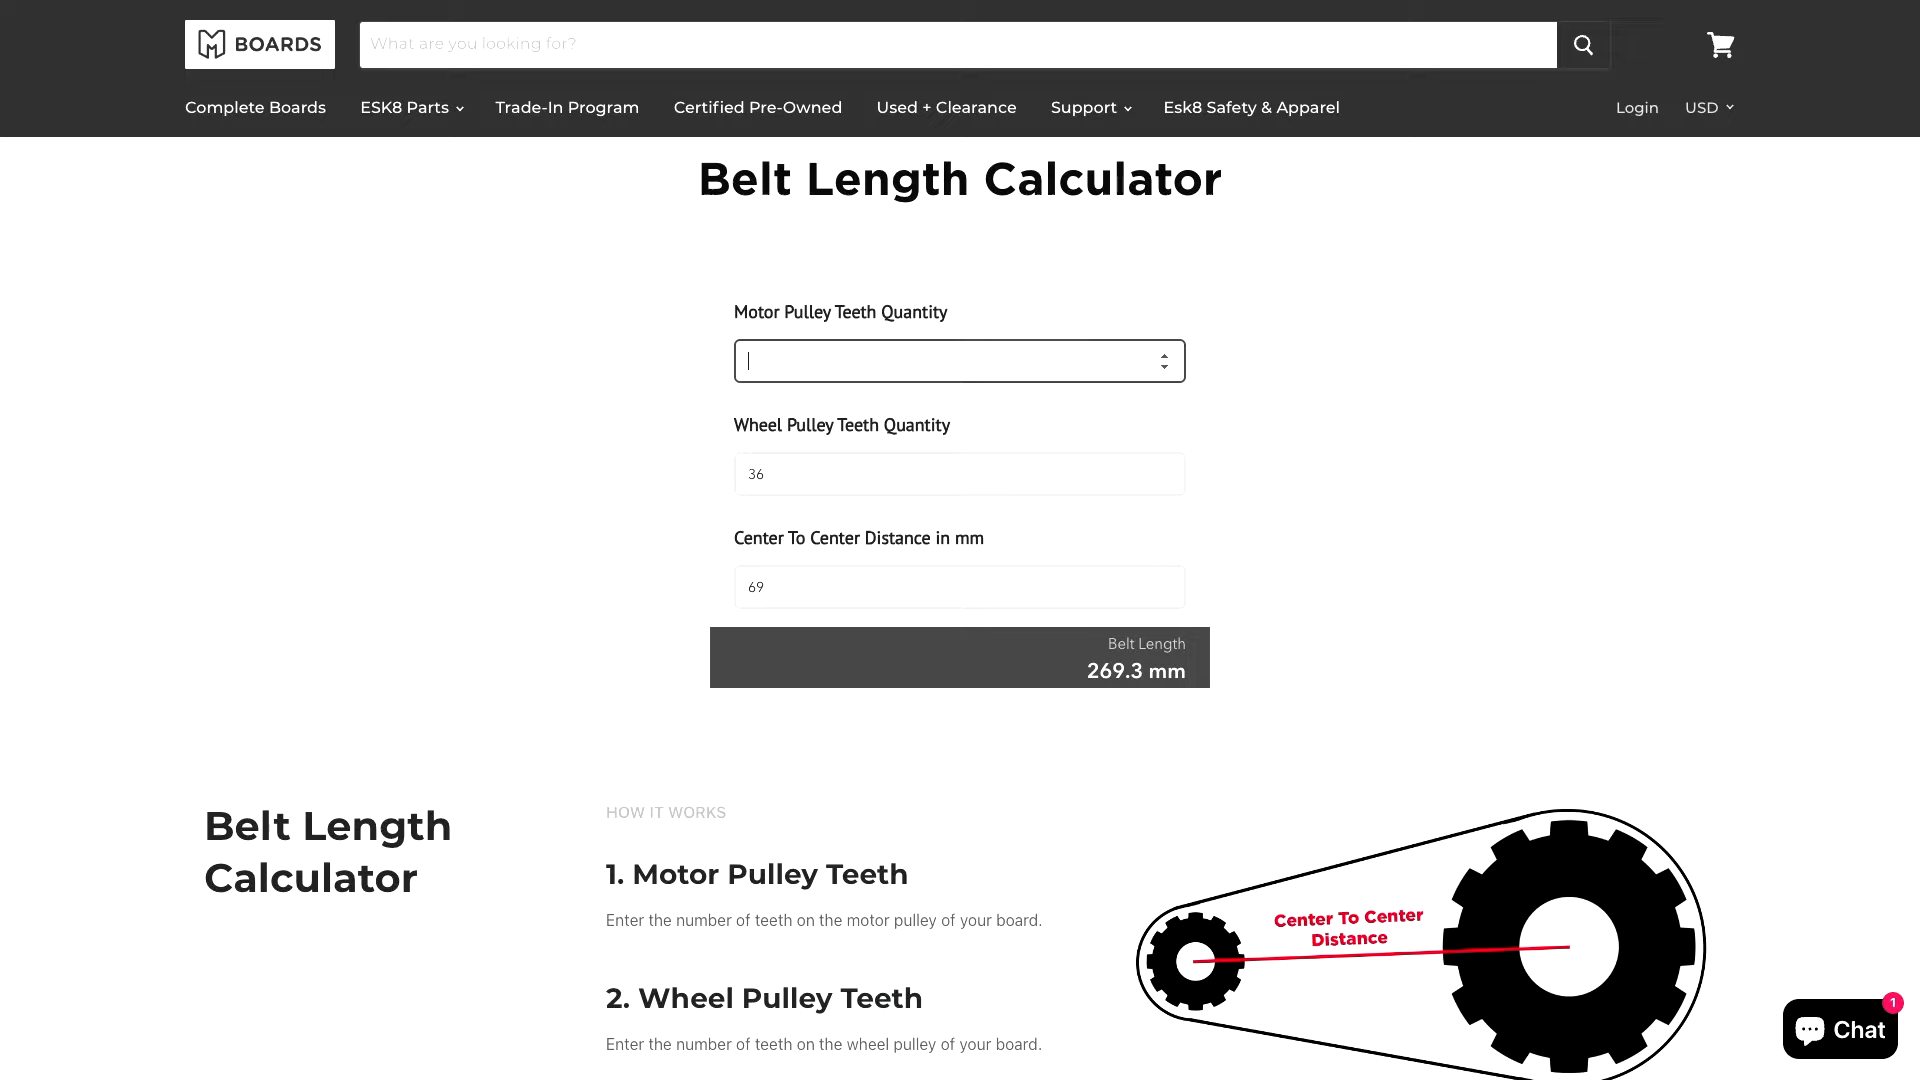 BOARDS
What are you looking for?
Complete Boards
ESK8 Parts
Trade-In Program
Certified Pre-Owned
Used + Clearance
Support
Esk8 Safety & Apparel
Login
USD
Belt Length Calculator
Motor Pulley Teeth Quantity
Wheel Pulley Teeth Quantity
36
Center To Center Distance in mm
69
Belt Length
269.3 mm
Belt Length
Calculator
HOW IT WORKS
1. Motor Pulley Teeth
Enter the number of teeth on the motor pulley of your board.
2. Wheel Pulley Teeth
Enter the number of teeth on the wheel pulley of your board.
Center To Center
Distance
1
Chat